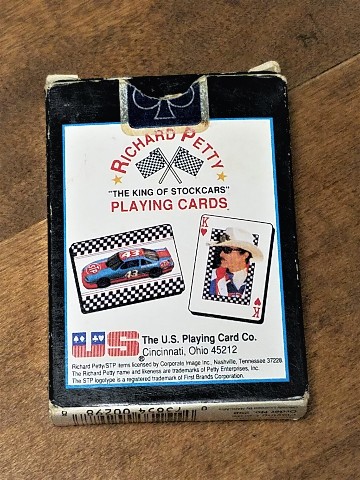 RICHARD PETTY
"THE KING OF STOCKCARS"
PLAYING CARDS
43
STP
43
K
K
US
®
The U.S. Playing Card Co.
Cincinnati, Ohio 45212
Richard Petty/STP items licensed by Corporate Image Inc., Nashville, Tennessee 37228
The Richard Petty name and likeness are trademarks of Petty Enterprises, Inc.
The STP logotype is a registered trademark of First Brands Corporation.